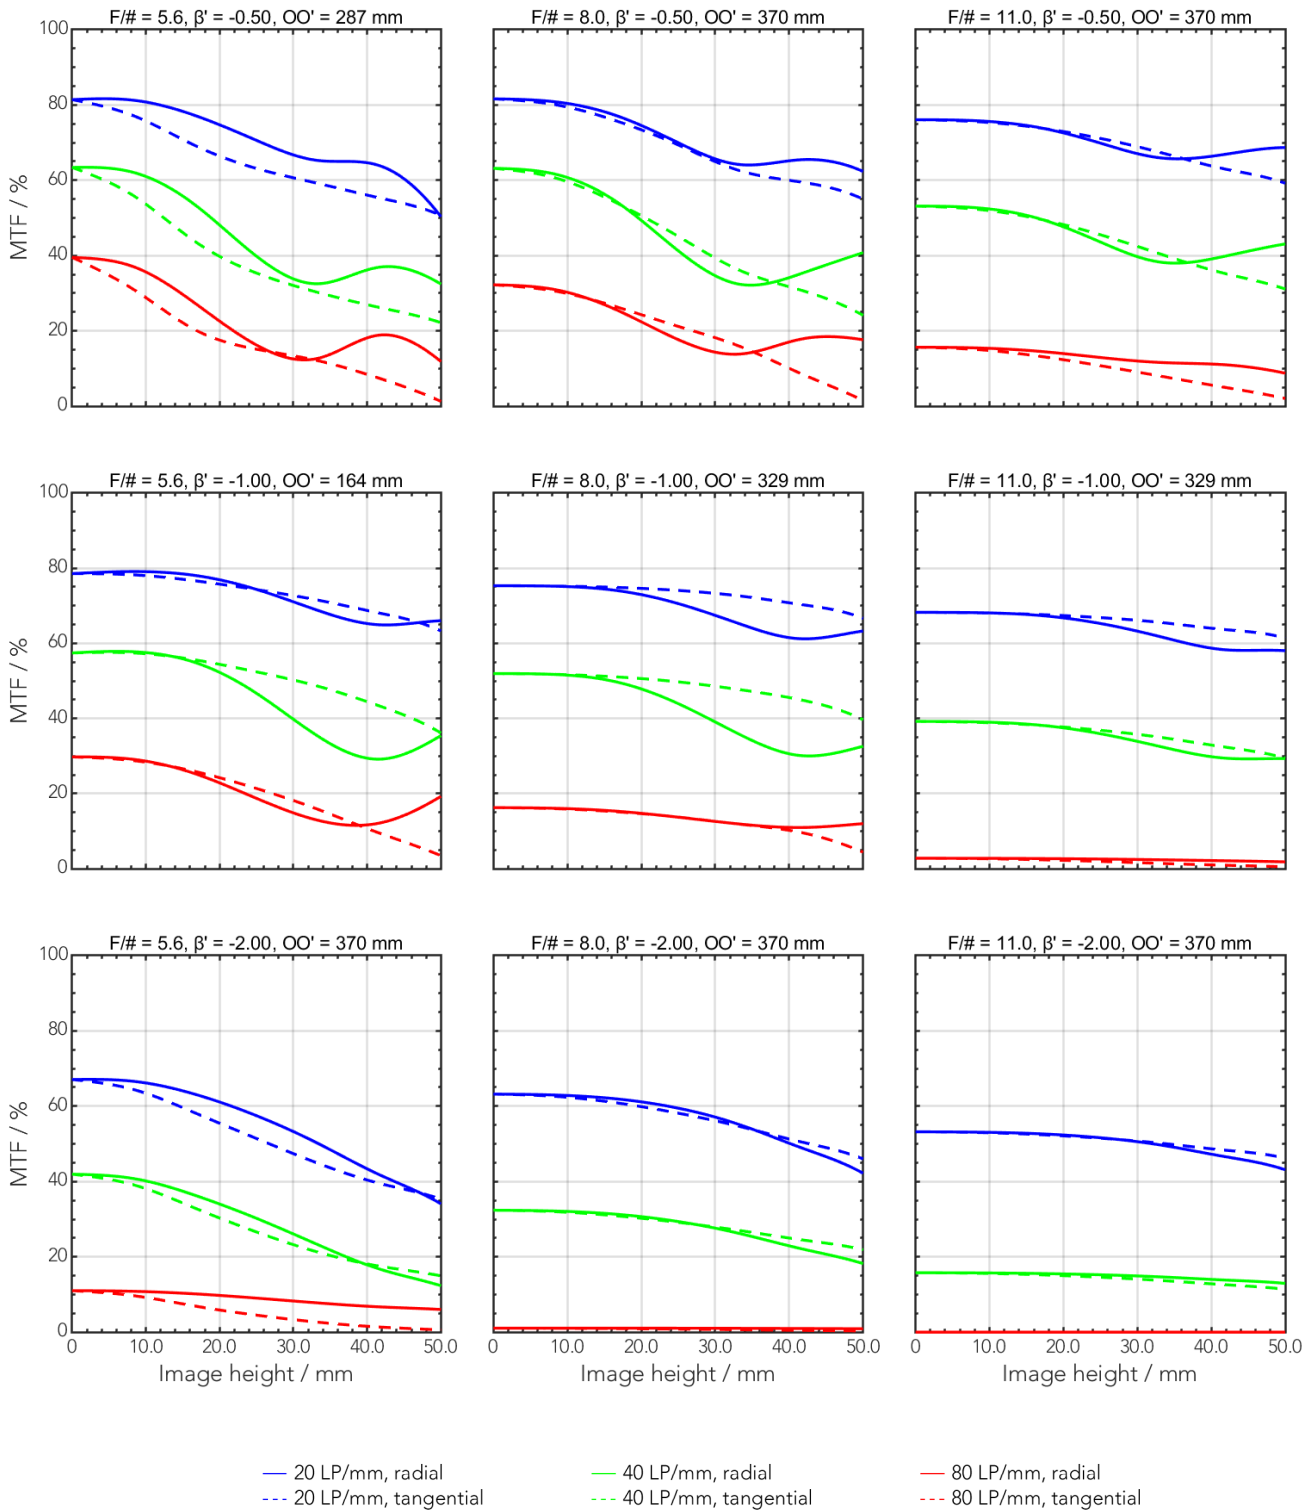 F/# = 5.6, β' = -0.50, OO' = 287 mm
F/# = 8.0, β' = -0.50, OO' = 370 mm
F/# = 11.0, β' = -0.50, OO' = 370 mm
100
80
60
40
20
0
MTF / %
F/# = 5.6, β' = -1.00, OO' = 164 mm
F/# = 8.0, β' = -1.00, OO' = 329 mm
F/# = 11.0, β' = -1.00, OO' = 329 mm
100
80
60
40
20
0
MTF / %
F/# = 5.6, β' = -2.00, OO' = 370 mm
F/# = 8.0, β' = -2.00, OO' = 370 mm
F/# = 11.0, β' = -2.00, OO' = 370 mm
100
80
60
40
20
0
MTF / %
0 10.0 20.0 30.0 40.0 50.0
0 10.0 20.0 30.0 40.0 50.0
0 10.0 20.0 30.0 40.0 50.0
Image height / mm
Image height / mm
Image height / mm
20 LP/mm, radial
40 LP/mm, radial
80 LP/mm, radial
20 LP/mm, tangential
40 LP/mm, tangential
80 LP/mm, tangential